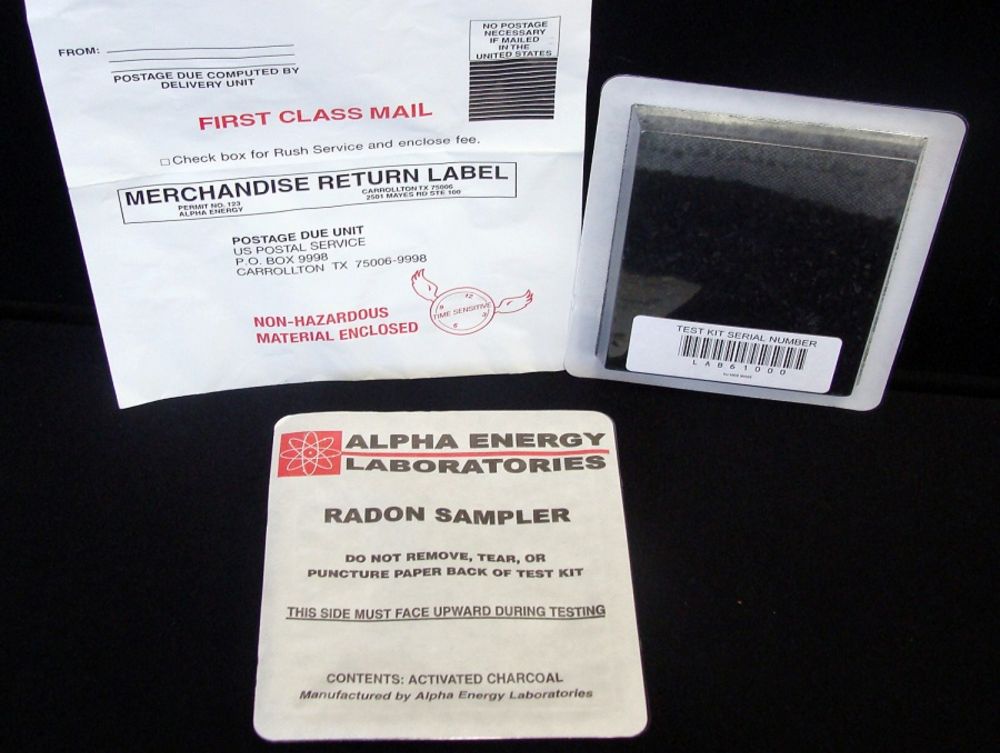 FROM:
POSTAGE DUE COMPUTED BY
DELIVERY UNIT
NO POSTAGE
NECESSARY
IF MAILED
IN THE
UNITED STATES
FIRST CLASS MAIL
Check box for Rush Service and enclose fee.
MERCHANDISE RETURN LABEL
PERMIT NO. 123
ALPHA ENERGY
CARROLLTON TX 75006
2501 MAYES RD STE 100
POSTAGE DUE UNIT
US POSTAL SERVICE
P.O. BOX 9998
CARROLLTON TX 75006-9998
NON-HAZARDOUS
MATERIAL ENCLOSED
12
9
3
6
TIME SENSITIVE
TEST KIT SERIAL NUMBER
LAB61000
ALPHA ENERGY
LABORATORIES
RADON SAMPLER
DO NOT REMOVE, TEAR, OR
PUNCTURE PAPER BACK OF TEST KIT
THIS SIDE MUST FACE UPWARD DURING TESTING
CONTENTS: ACTIVATED CHARCOAL
Manufactured by Alpha Energy Laboratories